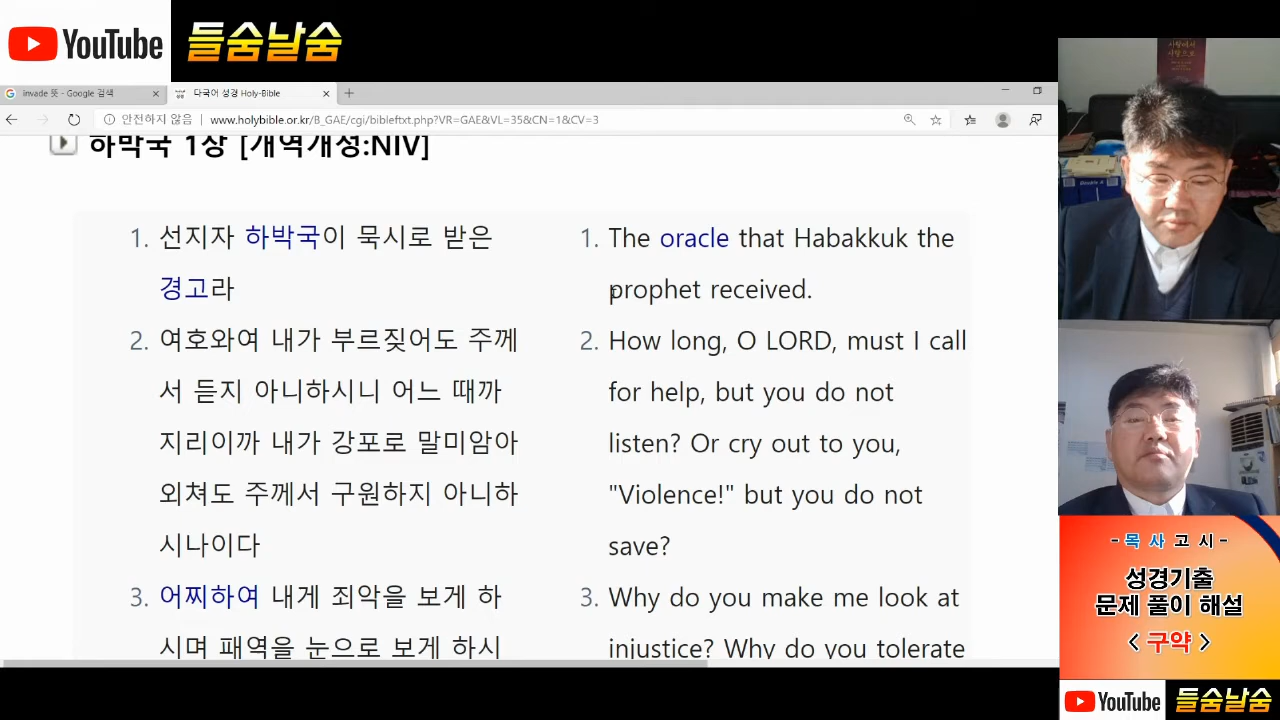 YouTube 들숨날숨
invade 뜻 - Google 검색
다국어 성경 Holy-Bible
안전하지 않음 www.holybible.or.kr/B_GAE/cgi/bibleftxt.php?VR=GAE&VL=35&CN=1&CV=3
하박국 1장 [개역개정:NIV]
1. 선지자 하박국이 묵시로 받은
경고라
2. 여호와여 내가 부르짖어도 주께
서 듣지 아니하시니 어느 때까
지리이까 내가 강포로 말미암아
외쳐도 주께서 구원하지 아니하
시나이다
3. 어찌하여 내게 죄악을 보게 하
시며 패역을 눈으로 보게 하시
1. The oracle that Habakkuk the
prophet received.
2. How long, O LORD, must I call
for help, but you do not
listen? Or cry out to you,
"Violence!" but you do not
save?
3. Why do you make me look at
injustice? Why do you tolerate
사랑에서
사랑으로
Double A
- 목 사 고 시 -
성경기출
문제 풀이 해설
< 구약 >
YouTube 들숨날숨